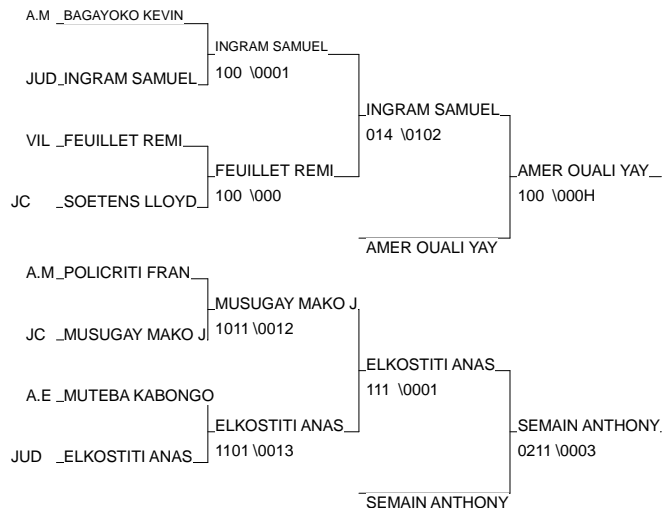 A.M BAGAYOKO KEVIN
INGRAM SAMUEL
100 \0001
JUD INGRAM SAMUEL
INGRAM SAMUEL
014 \0102
VIL FEUILLET REMI
FEUILLET REMI
100 \000
AMER OUALI YAY
100 \000H
JC SOETENS LLOYD
AMER OUALI YAY
A.M POLICRITI FRAN
MUSUGAY MAKO J
1011 \0012
JC MUSUGAY MAKO J
ELKOSTITI ANAS
111 \0001
A.E MUTEBA KABONGO
ELKOSTITI ANAS
1101 \0013
SEMAIN ANTHONY
0211 \0003
JUD ELKOSTITI ANAS
SEMAIN ANTHONY